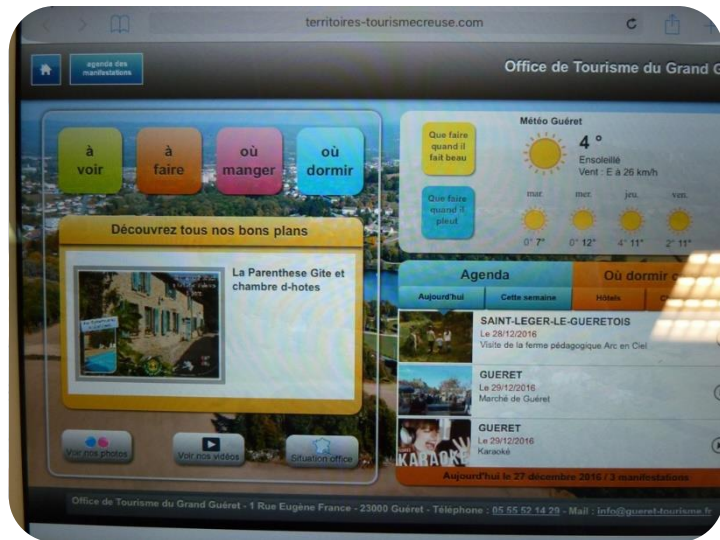 territoires-tourismecreuse.com
agenda des
manifestations
Office de Tourisme du Grand G
à
voir
à
faire
où
manger
où
dormir
Découvrez tous nos bons plans
La Parenthese Gite et
chambre d-hotes
Voir nos photos
Voir nos vidéos
Situation office
Que faire
quand il
fait beau
Que faire
quand il
pleut
Météo Guéret
4 °
Ensoleillé
Vent : E à 26 km/h
mar. mer. jeu. ven.
0° 7° 0° 12° 4° 11° 2° 11°
Agenda
Où dormir
Aujourd'hui
Cette semaine
Hôtels
SAINT-LEGER-LE-GUERETOIS
Le 28/12/2016
Visite de la ferme pédagogique Arc en Ciel
GUERET
Le 29/12/2016
Marché de Guéret
GUERET
Le 29/12/2016
Karaoké
KARAOKE
Aujourd'hui le 27 décembre 2016 / 3 manifestations
Office de Tourisme du Grand Guéret - 1 Rue Eugène France - 23000 Guéret - Téléphone : 05 55 52 14 29 - Mail : info@gueret-tourisme.fr